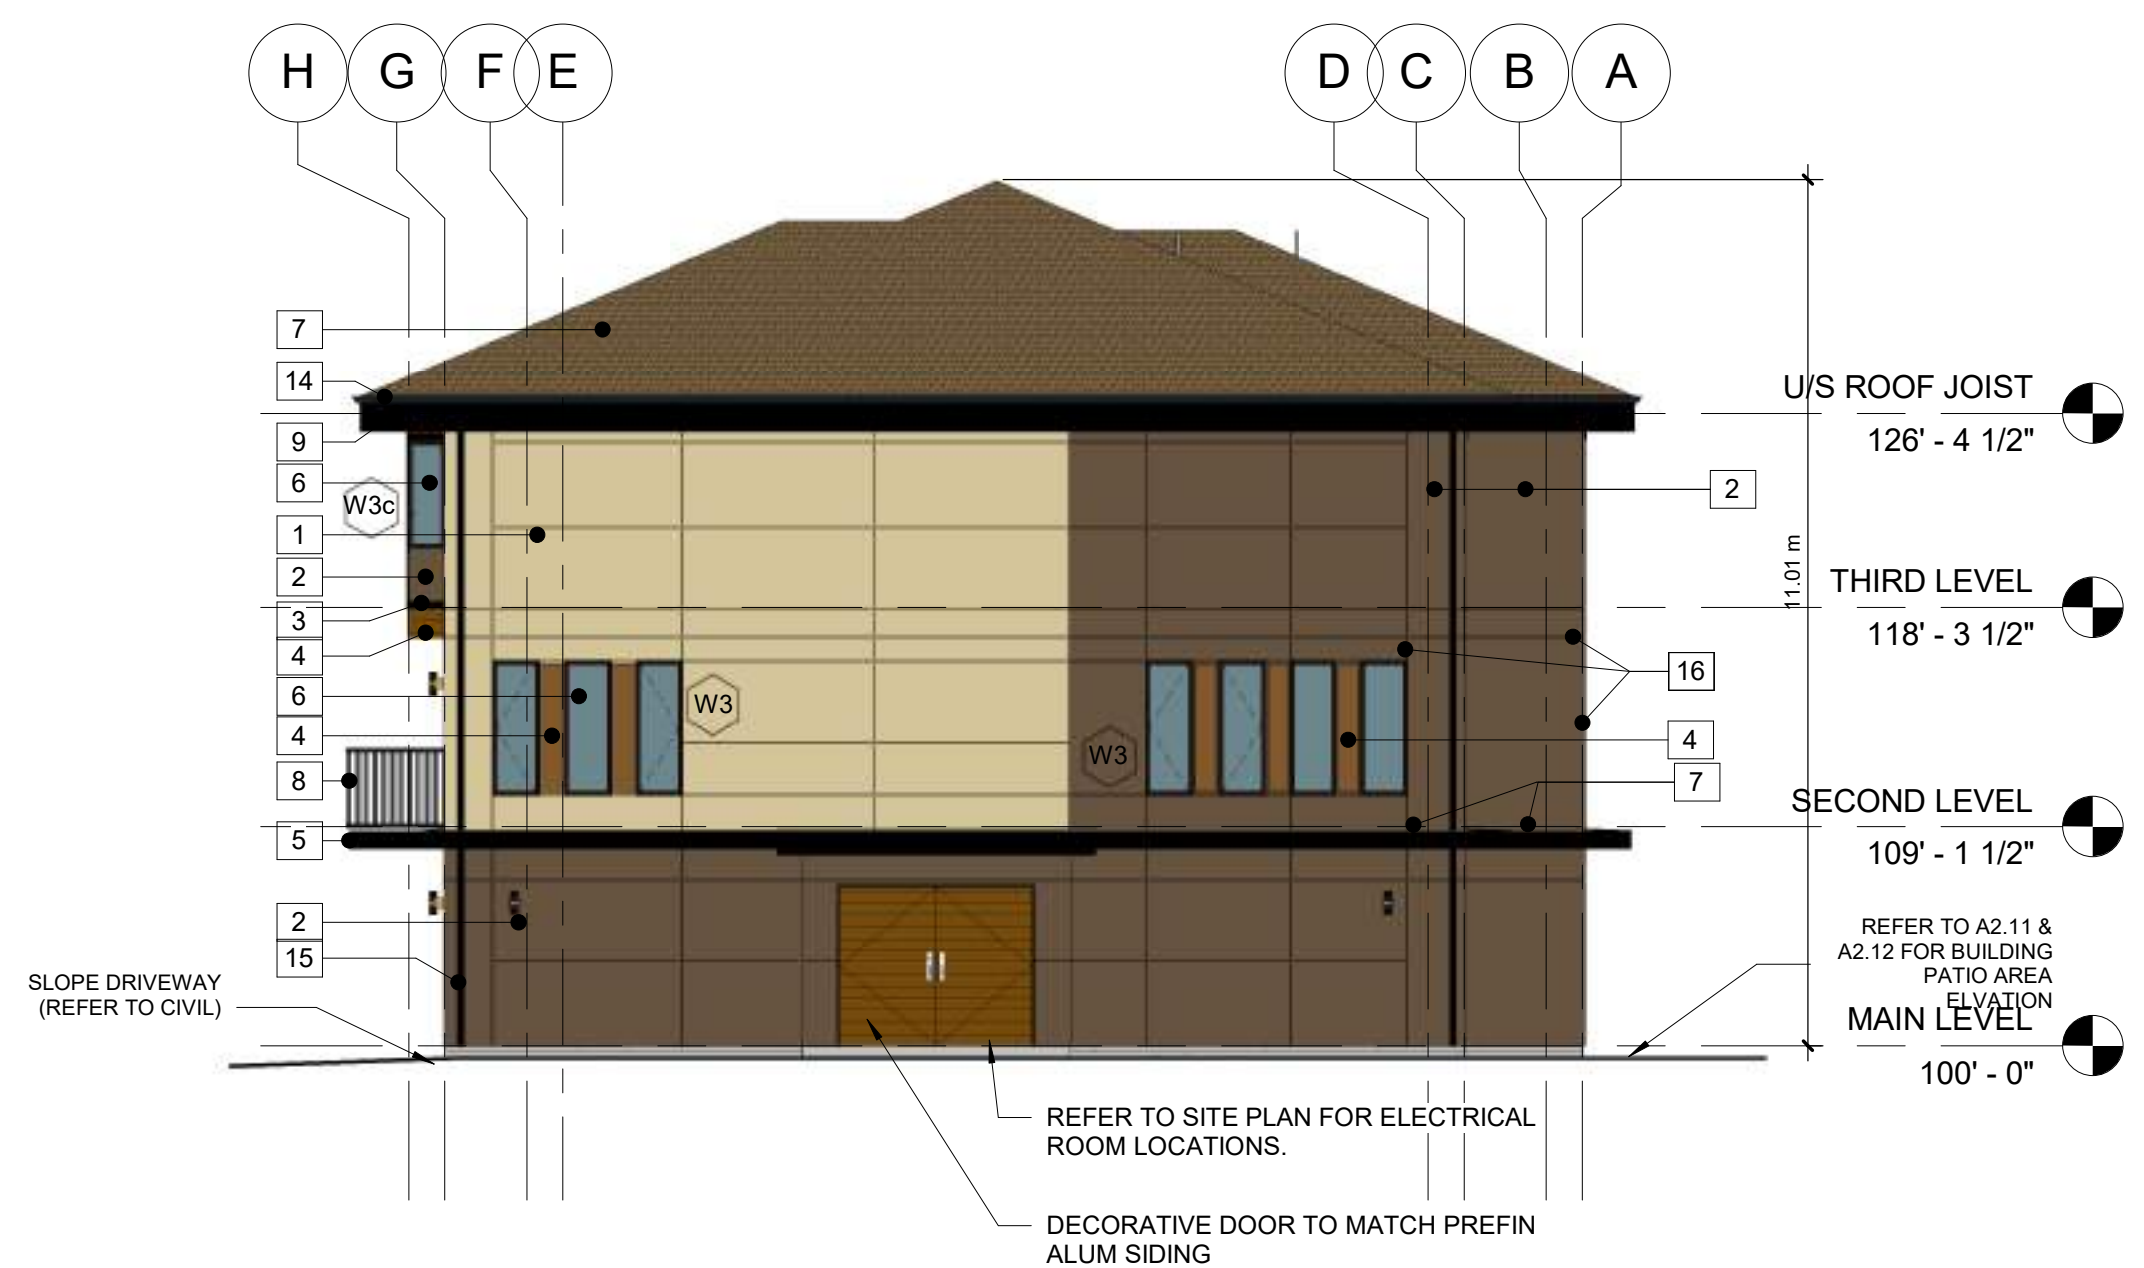 H G F E D C B A
7
14
9
6
W3c
1
2
3
4
6
4
8
5
2
15
SLOPE DRIVEWAY
(REFER TO CIVIL)
W3
W3
2
16
4
7
11.01 m
U/S ROOF JOIST
126' - 4 1/2"
THIRD LEVEL
118' - 3 1/2"
SECOND LEVEL
109' - 1 1/2"
REFER TO A2.11 &
A2.12 FOR BUILDING
PATIO AREA
ELVATION
MAIN LEVEL
100' - 0"
REFER TO SITE PLAN FOR ELECTRICAL
ROOM LOCATIONS.
DECORATIVE DOOR TO MATCH PREFIN
ALUM SIDING